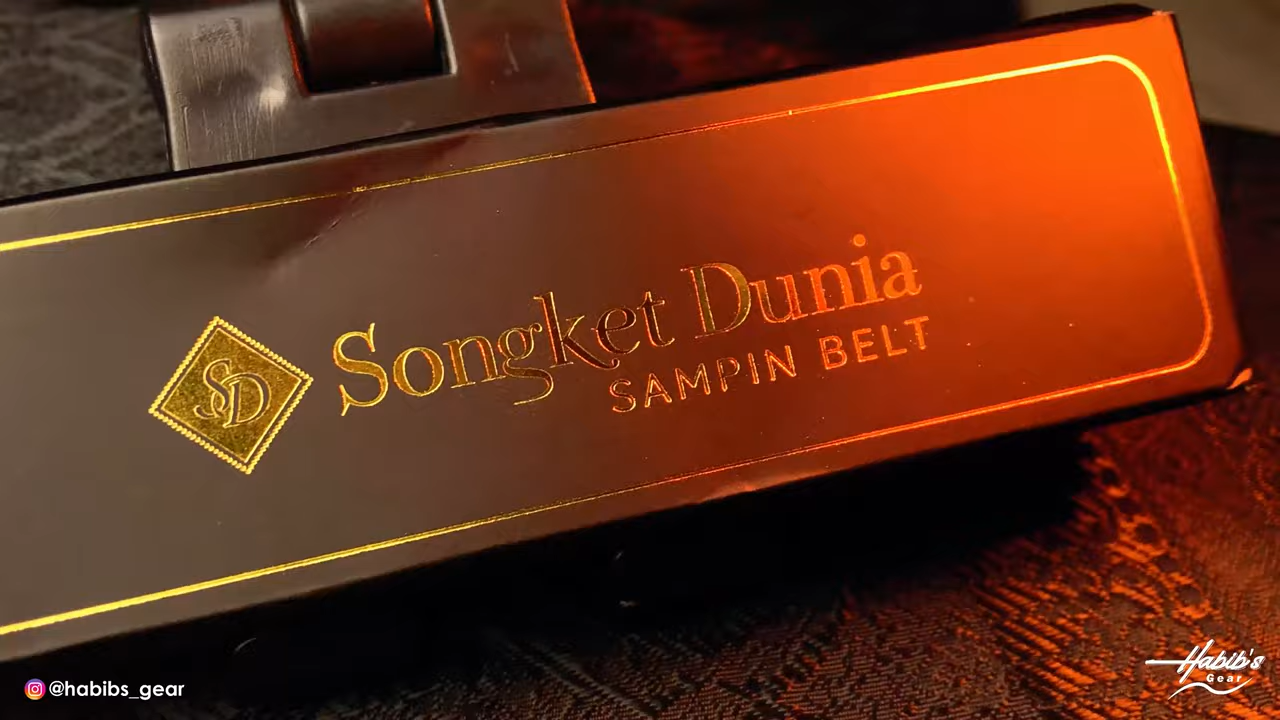 SD
Songket Dunia
SAMPIN BELT
@habibs_gear
Habib's
Gear